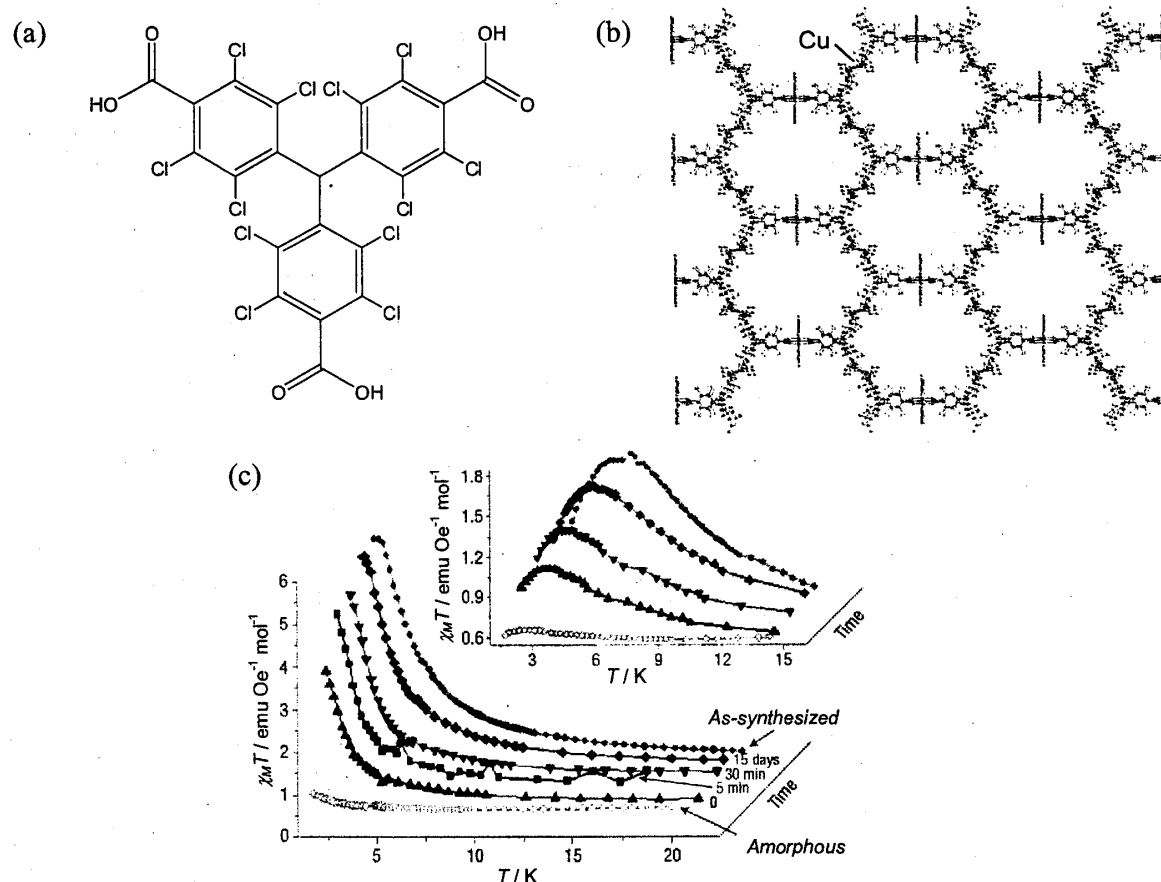 (a)
O
HO
Cl
Cl
Cl
Cl
Cl
Cl
OH
O
Cl
Cl
Cl
Cl
Cl
Cl
O
OH
(b)
Cu
(c)
χMT / emu Oe⁻¹ mol⁻¹
1.8
1.5
1.2
0.9
0.6
3
6
9
12
15
T / K
Time
χMT / emu Oe⁻¹ mol⁻¹
6
5
4
3
2
1
0
5
10
15
20
T / K
As-synthesized
15 days
30 min
5 min
0
Time
Amorphous